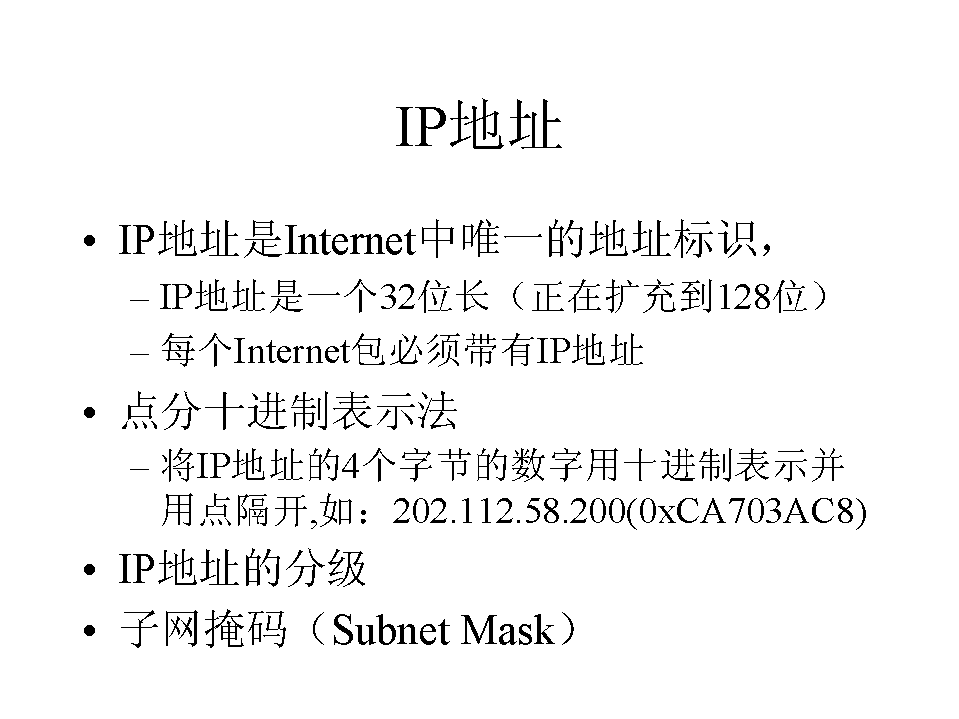 IP地址
• IP地址是Internet中唯一的地址标识，
– IP地址是一个32位长（正在扩充到128位）
– 每个Internet包必须带有IP地址
• 点分十进制表示法
– 将IP地址的4个字节的数字用十进制表示并
用点隔开,如：202.112.58.200(0xCA703AC8)
• IP地址的分级
• 子网掩码（Subnet Mask）